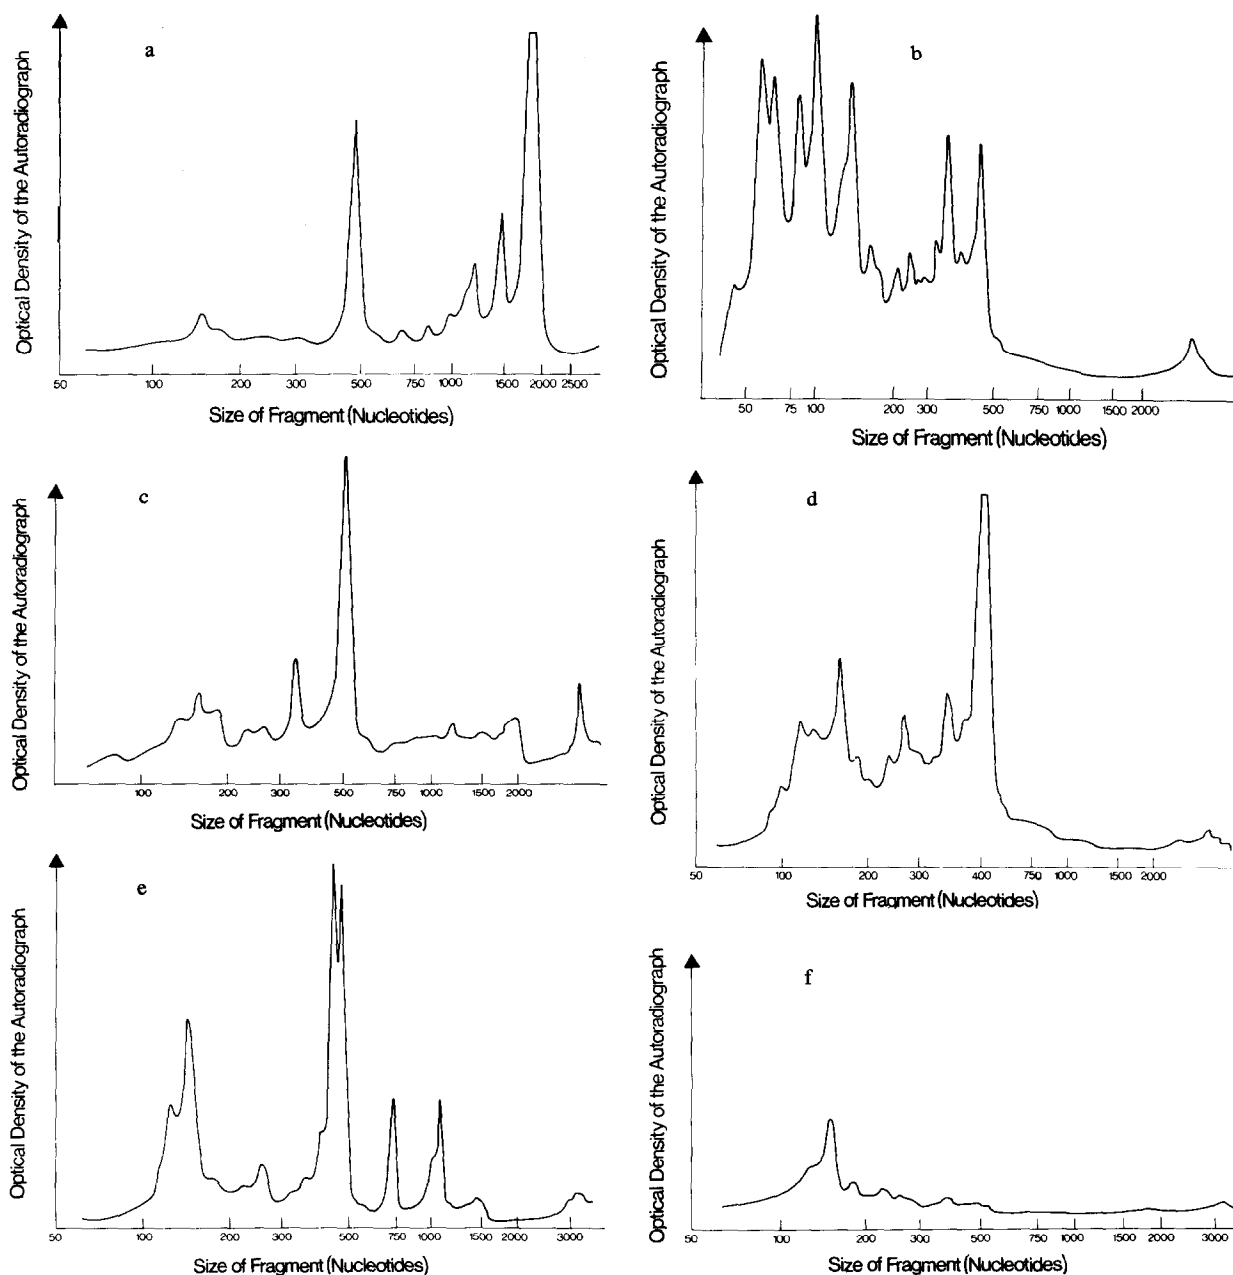 a
Optical Density of the Autoradiograph
50 100 200 300 500 750 1000 1500 2000 2500
Size of Fragment (Nucleotides)
b
Optical Density of the Autoradiograph
50 75 100 200 300 500 750 1000 1500 2000
Size of Fragment (Nucleotides)
c
Optical Density of the Autoradiograph
100 200 300 500 750 1000 1500 2000
Size of Fragment (Nucleotides)
d
Optical Density of the Autoradiograph
50 100 200 300 400 750 1000 1500 2000
Size of Fragment (Nucleotides)
e
Optical Density of the Autoradiograph
50 100 200 300 500 750 1000 1500 2000 3000
Size of Fragment (Nucleotides)
f
Optical Density of the Autoradiograph
50 100 200 300 500 750 1000 1500 2000 3000
Size of Fragment (Nucleotides)